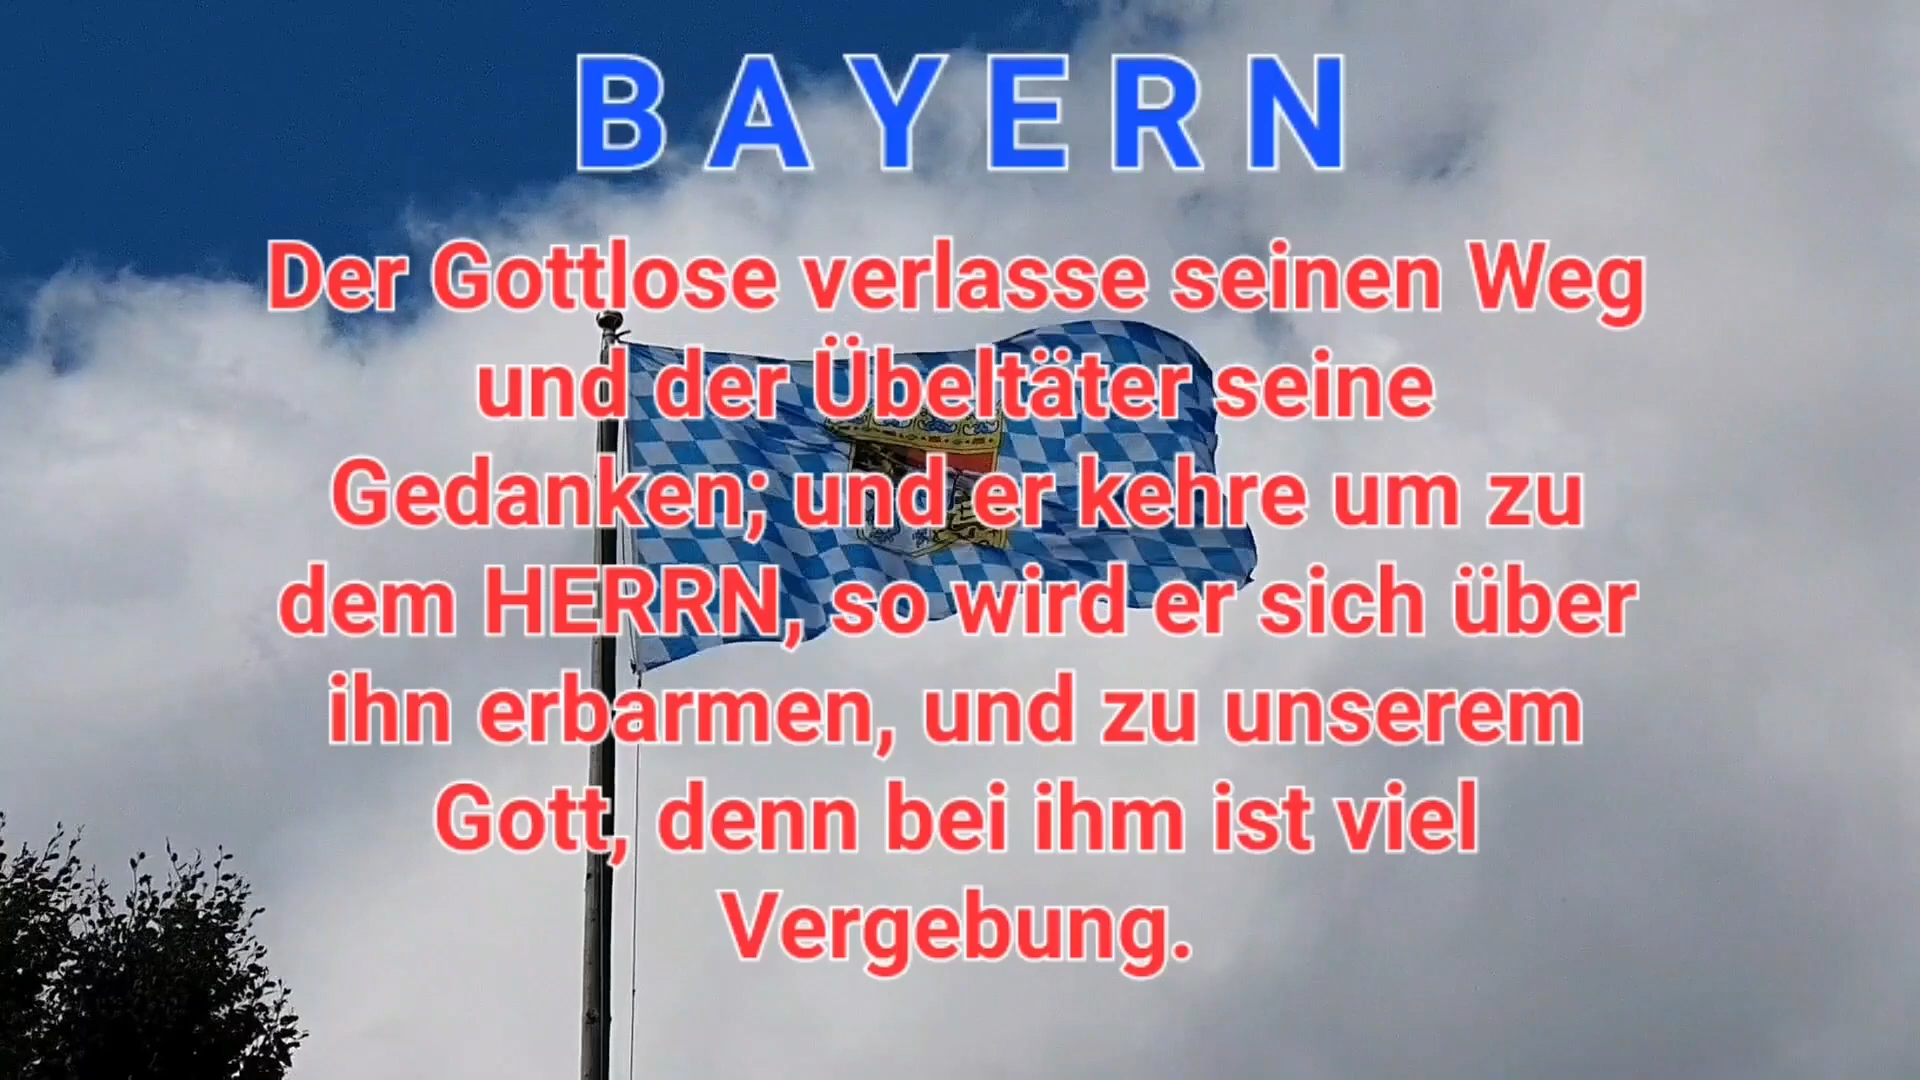 BAYERN
Der Gottlose verlasse seinen Weg
und der Übeltäter seine
Gedanken; und er kehre um zu
dem HERRN, so wird er sich über
ihn erbarmen, und zu unserem
Gott, denn bei ihm ist viel
Vergebung.